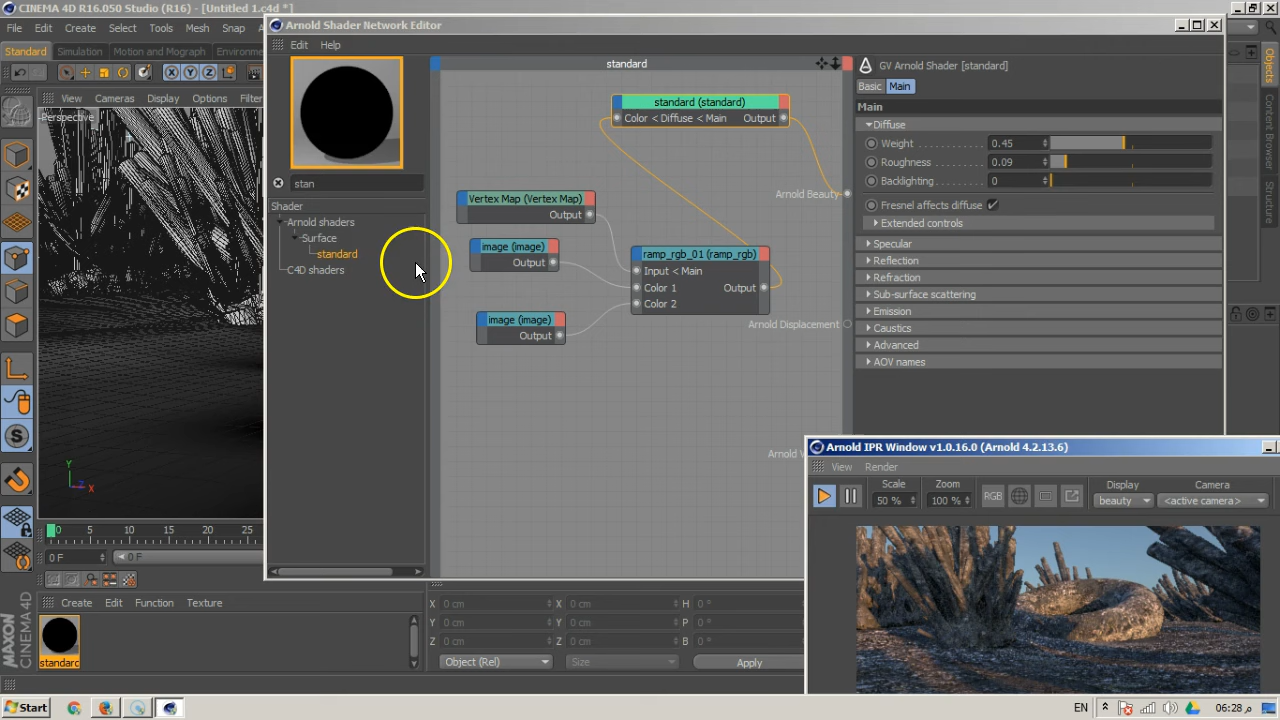 CINEMA 4D R16.050 Studio (R16) - [Untitled 1.c4d *]
File Edit Create Select Tools Mesh Snap
Standard Simulation Motion and Mograph
X Y Z
View Cameras Display Options Filter
Perspective
Y
Z X
0 5 10 15 20 25
0 F 0 F
Create Edit Function Texture
standard
MAXON
CINEMA 4D
Arnold Shader Network Editor
Edit Help
stan
Shader
Arnold shaders
Surface
standard
C4D shaders
standard
standard (standard)
Color < Diffuse < Main Output
Arnold Beauty
Vertex Map (Vertex Map)
Output
image (image)
Output
ramp_rgb_01 (ramp_rgb)
Input < Main
Color 1 Output
Color 2
image (image)
Output
Arnold Displacement
GV Arnold Shader [standard]
Basic Main
Main
Diffuse
Weight 0.45
Roughness 0.09
Backlighting 0
Fresnel affects diffuse
Extended controls
Specular
Reflection
Refraction
Sub-surface scattering
Emission
Caustics
Advanced
AOV names
Objects
Content Browser
Structure
Arnold IPR Window v1.0.16.0 (Arnold 4.2.13.6)
View Render
Scale Zoom Display Camera
50 % 100 % RGB beauty <active camera>
X 0 cm X 0 cm H 0 °
Y 0 cm Y 0 cm P 0 °
Z 0 cm Z 0 cm B 0 °
Object (Rel) Size Apply
Start EN 06:28 ق.ظ